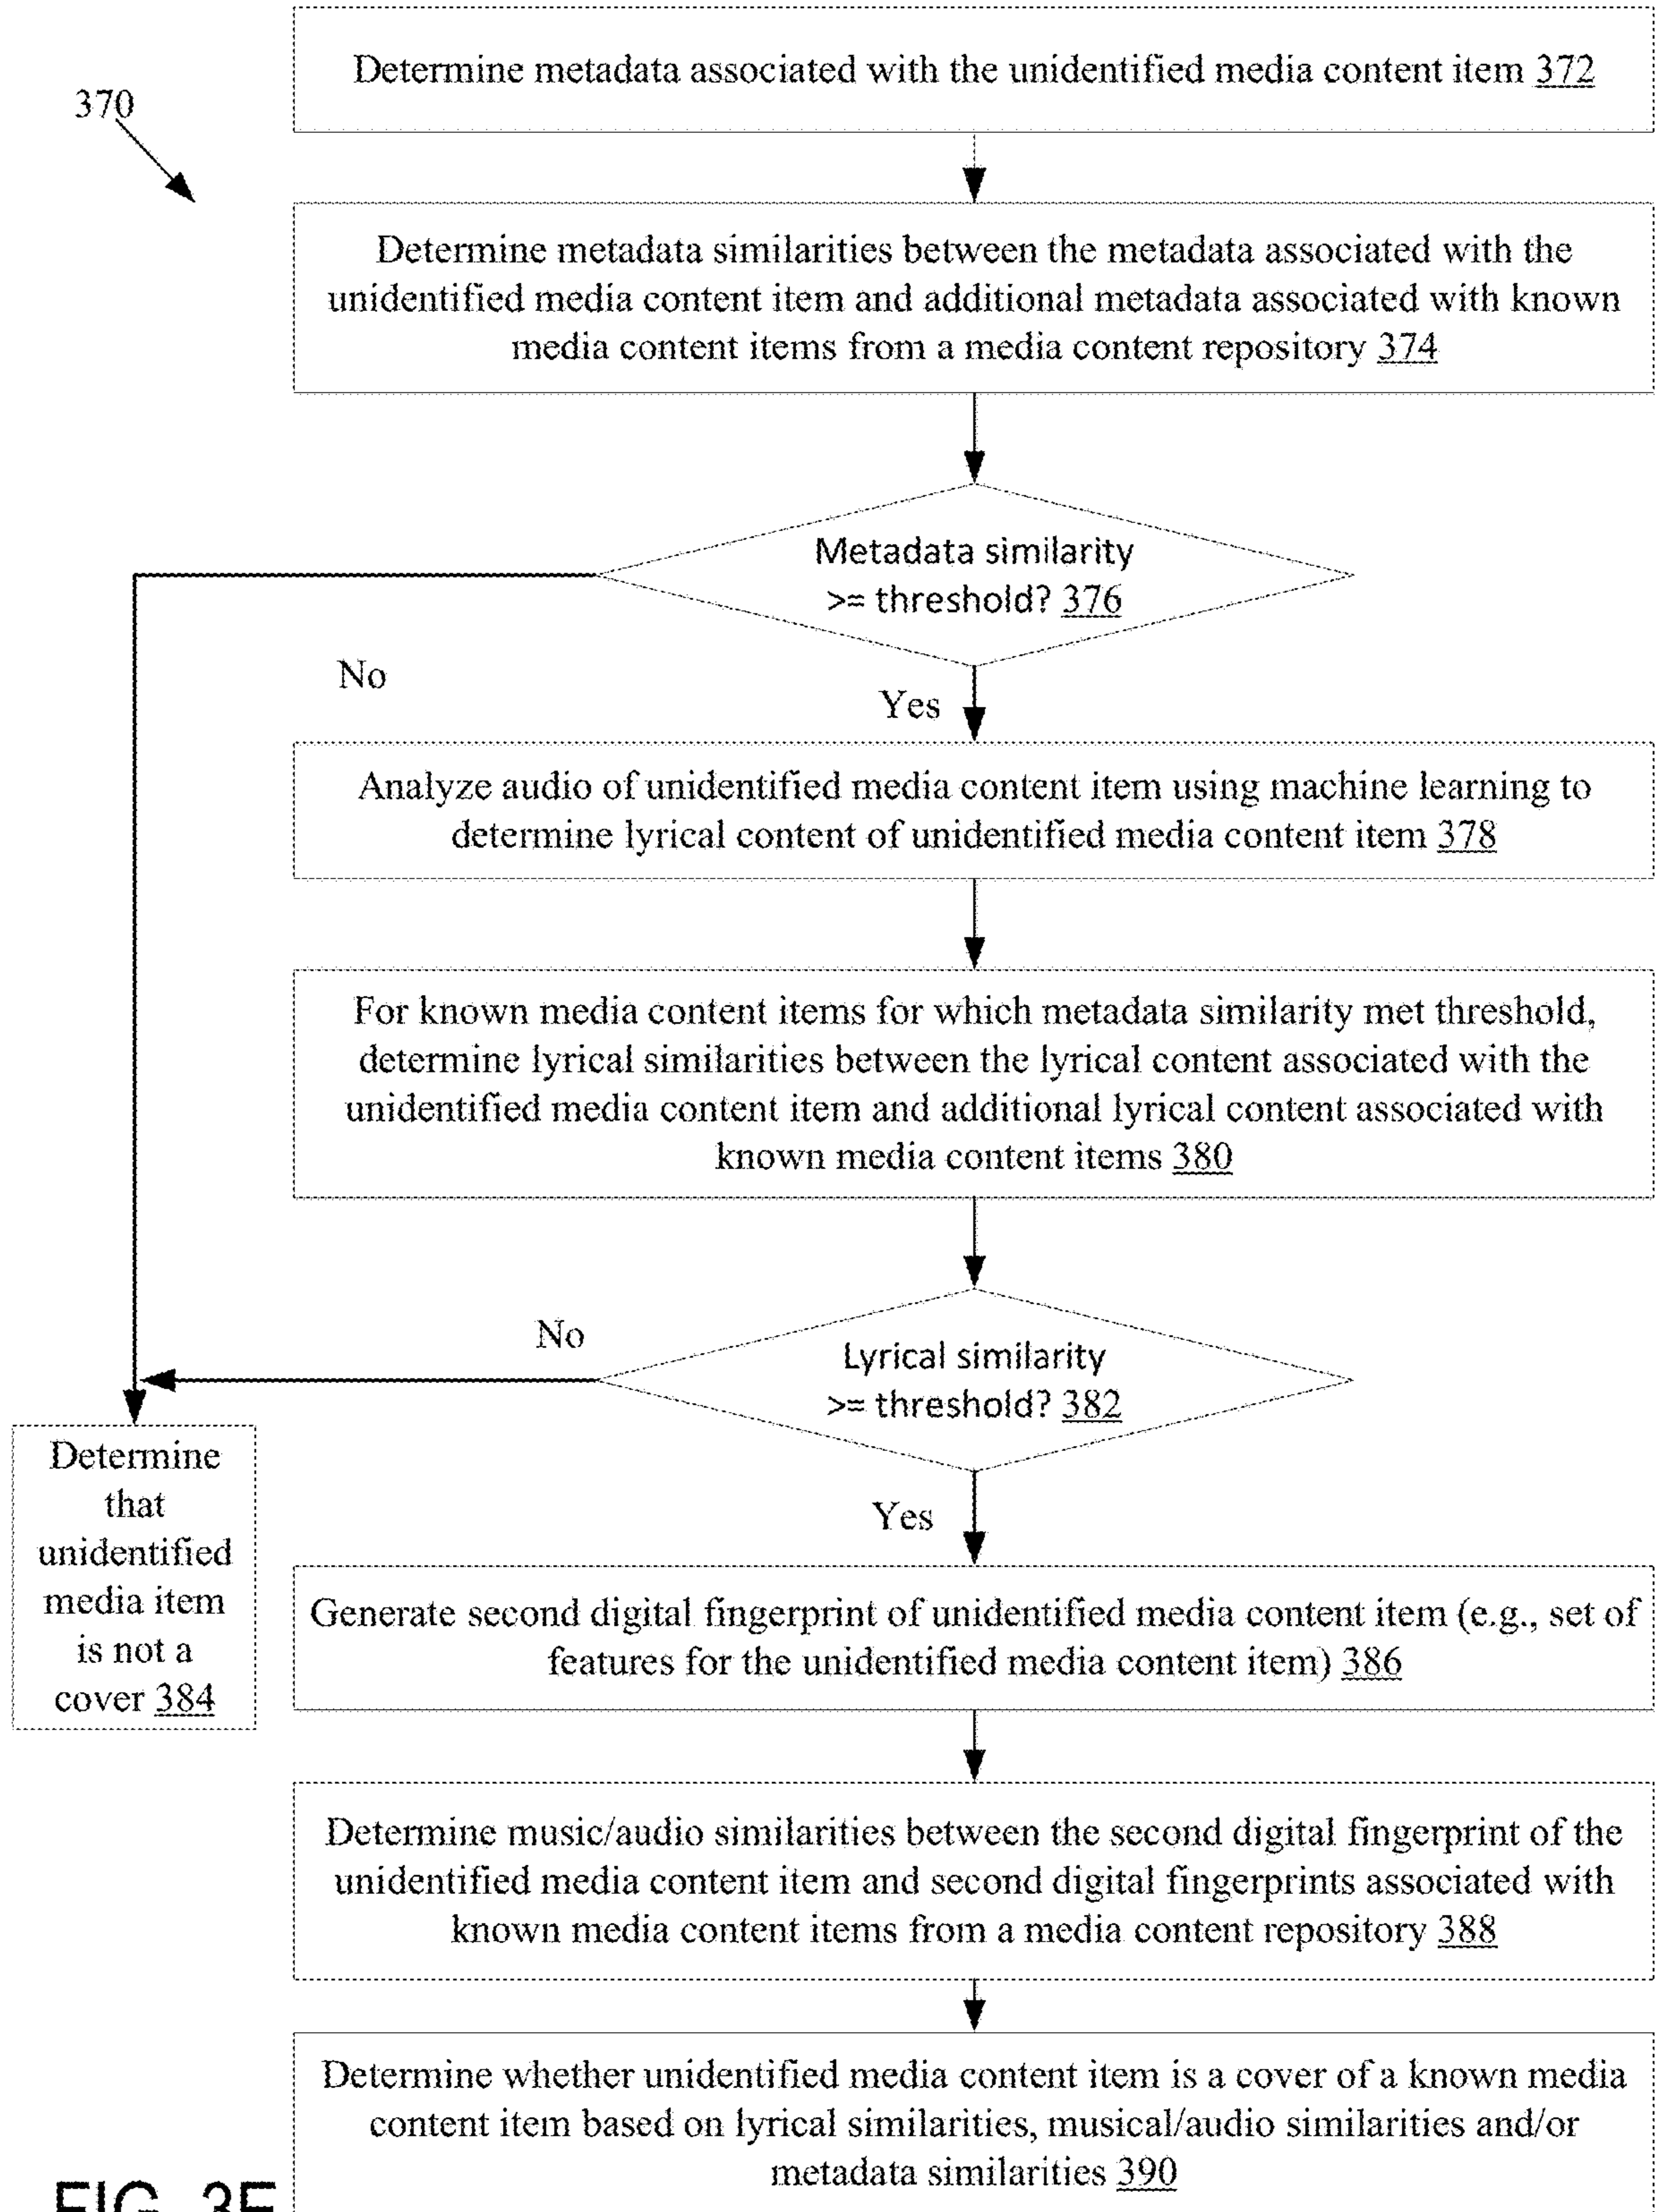 Determine metadata associated with the unidentified media content item 372
370
Determine metadata similarities between the metadata associated with the
unidentified media content item and additional metadata associated with known
media content items from a media content repository 374
Metadata similarity
>= threshold? 376
No
Yes
Analyze audio of unidentified media content item using machine learning to
determine lyrical content of unidentified media content item 378
For known media content items for which metadata similarity met threshold,
determine lyrical similarities between the lyrical content associated with the
unidentified media content item and additional lyrical content associated with
known media content items 380
No
Lyrical similarity
>= threshold? 382
Determine
that
unidentified
media item
is not a
cover 384
Yes
Generate second digital fingerprint of unidentified media content item (e.g., set of
features for the unidentified media content item) 386
Determine music/audio similarities between the second digital fingerprint of the
unidentified media content item and second digital fingerprints associated with
known media content items from a media content repository 388
Determine whether unidentified media content item is a cover of a known media
content item based on lyrical similarities, musical/audio similarities and/or
metadata similarities 390
FIG. 3E